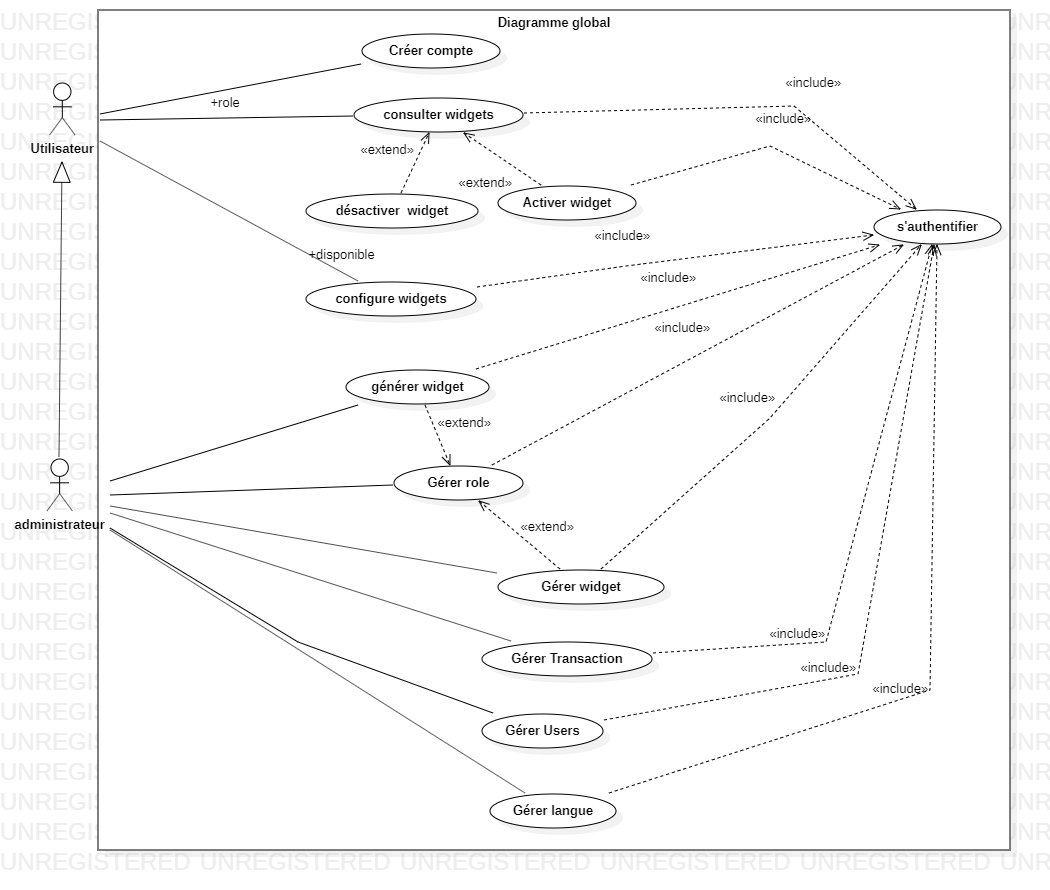 Diagramme global
Créer compte
+role
consulter widgets
«include»
«include»
Utilisateur
«extend»
«extend»
désactiver  widget
Activer widget
s'authentifier
«include»
+disponible
«include»
configure widgets
«include»
générer widget
«include»
«extend»
Gérer role
administrateur
«extend»
Gérer widget
«include»
Gérer Transaction
«include»
«include»
Gérer Users
Gérer langue
UNREGISTERED UNREGISTERED UNREGISTERED UNREGISTERED UNREGISTERED UNR